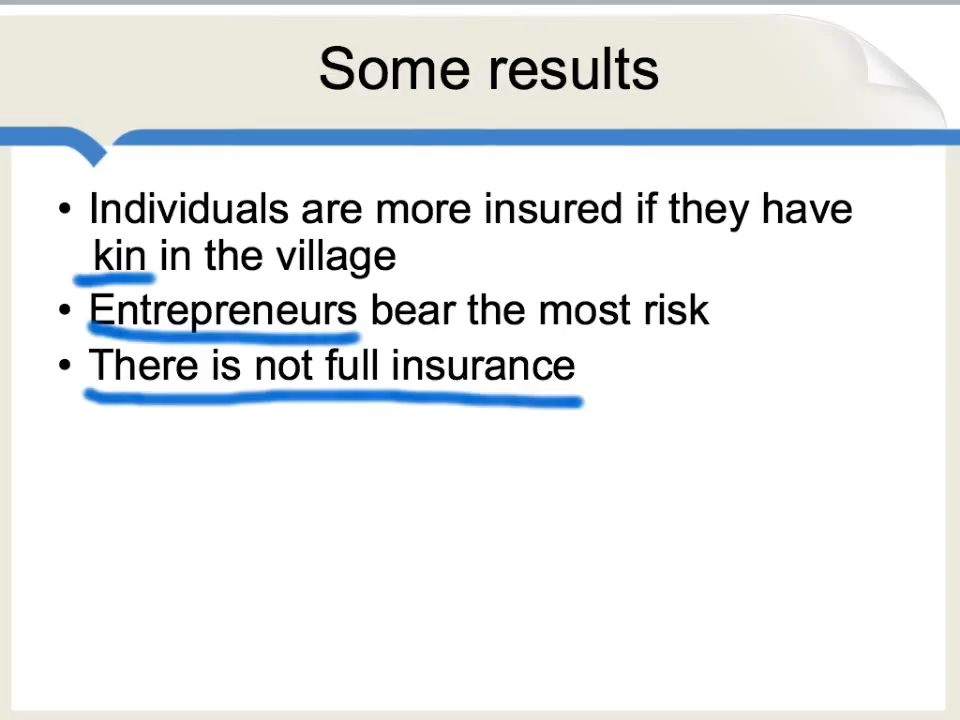 Some results
• Individuals are more insured if they have
kin in the village
• Entrepreneurs bear the most risk
• There is not full insurance